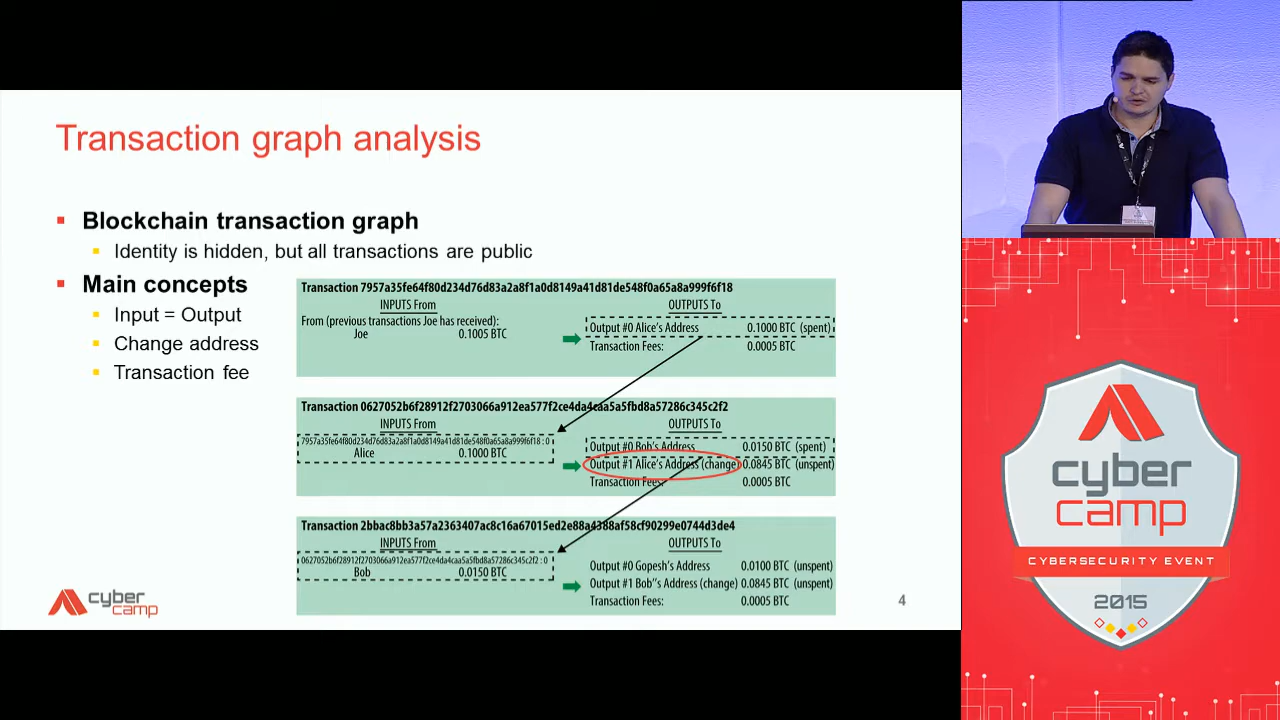 Transaction graph analysis
Blockchain transaction graph
Identity is hidden, but all transactions are public
Main concepts
Input = Output
Change address
Transaction fee
Transaction 7957a35fe64f80d234d76d83a2a8f1a0d8149a41d81de548f0a65a8a999f6f18
INPUTS From OUTPUTS To
From (previous transactions Joe has received):
Joe 0.1005 BTC
Output #0 Alice's Address 0.1000 BTC (spent)
Transaction Fees: 0.0005 BTC
Transaction 0627052b6f28912f2703066a912ea577f2ce4da4caa5a5fbd8a57286c345c2f2
INPUTS From OUTPUTS To
7957a35fe64f80d234d76d83a2a8f1a0d8149a41d81de548f0a65a8a999f6f18 : 0
Alice 0.1000 BTC
Output #0 Bob's Address 0.0150 BTC (spent)
Output #1 Alice's Address (change) 0.0845 BTC (unspent)
Transaction Fees: 0.0005 BTC
Transaction 2bbac8bb3a57a2363407ac8c16a67015ed2e88a4388af58cf90299e0744d3de4
INPUTS From OUTPUTS To
0627052b6f28912f2703066a912ea577f2ce4da4caa5a5fbd8a57286c345c2f2 : 0
Bob 0.0150 BTC
Output #0 Gopesh's Address 0.0100 BTC (unspent)
Output #1 Bob''s Address (change) 0.0845 BTC (unspent)
Transaction Fees: 0.0005 BTC
cyber
camp
4
cyber
camp
CYBERSECURITY EVENT
2015